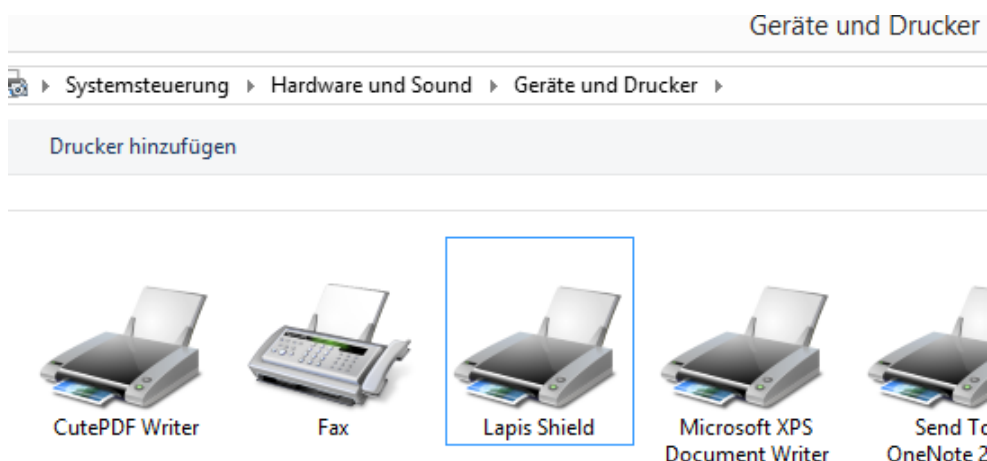 Geräte und Drucker
Systemsteuerung Hardware und Sound Geräte und Drucker
Drucker hinzufügen
CutePDF Writer Fax Lapis Shield Microsoft XPS Send To
Document Writer OneNote 2